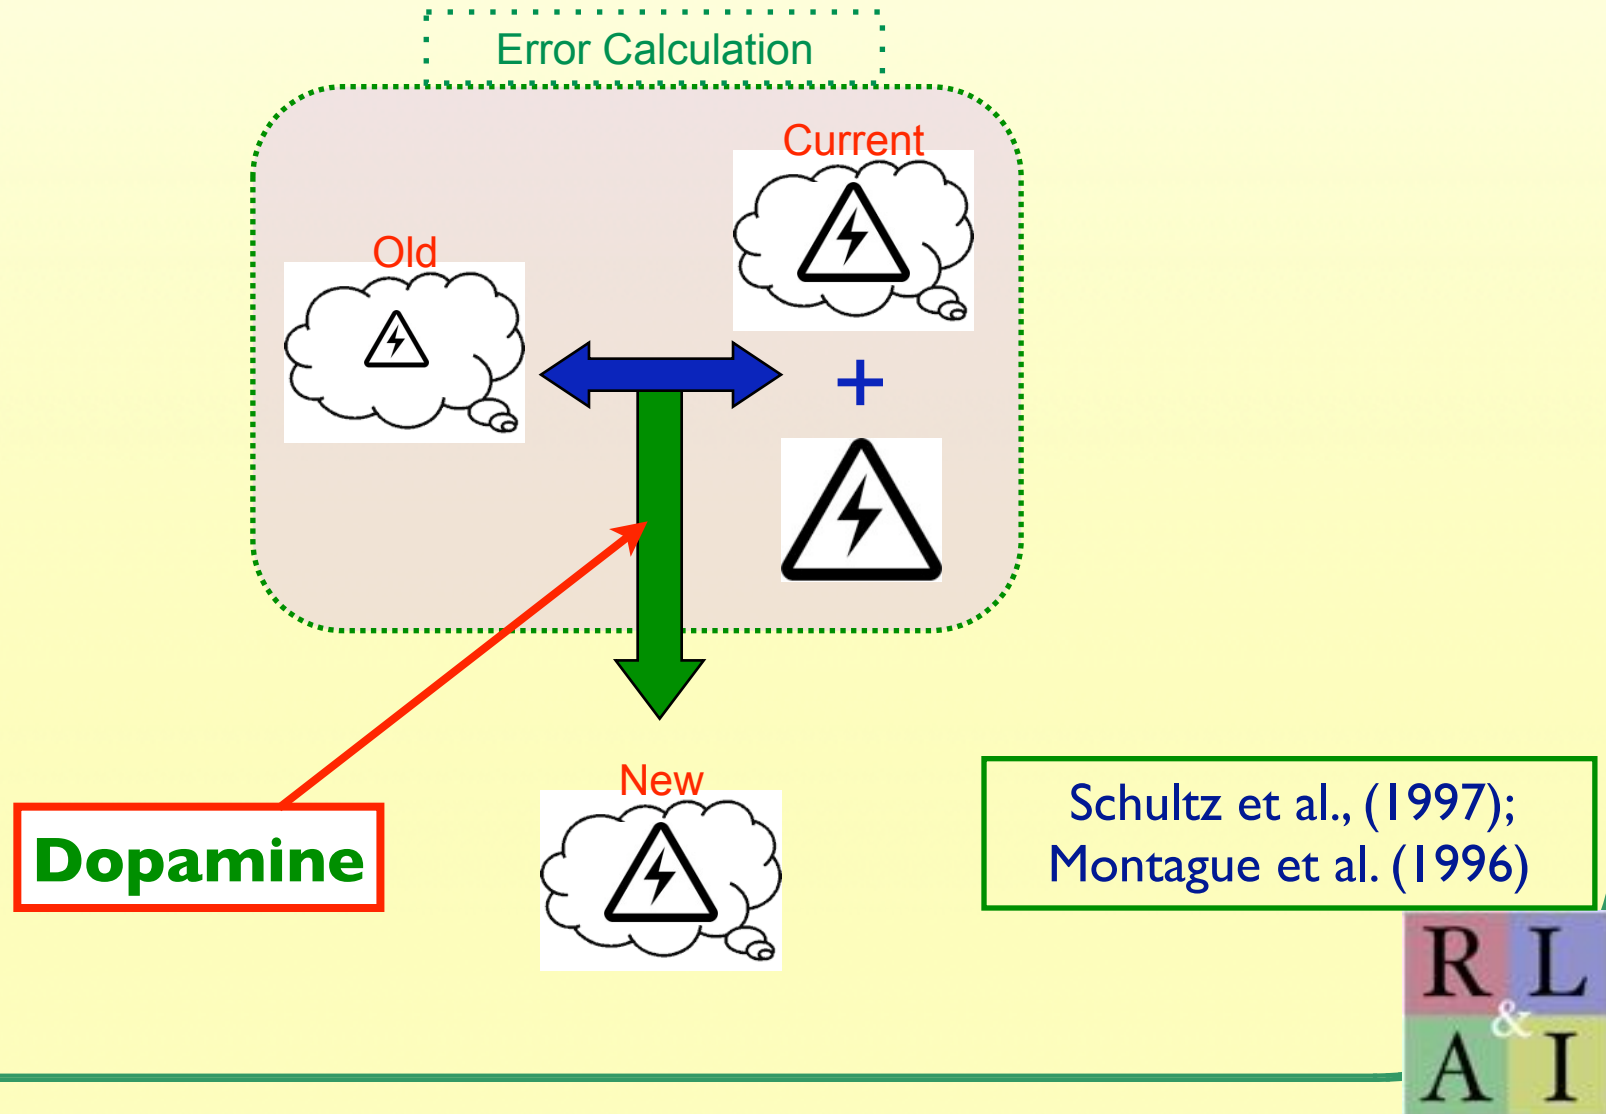 Error Calculation
Current
Old
+
New
Dopamine
Schultz et al., (1997);
Montague et al. (1996)
R L
&
A I